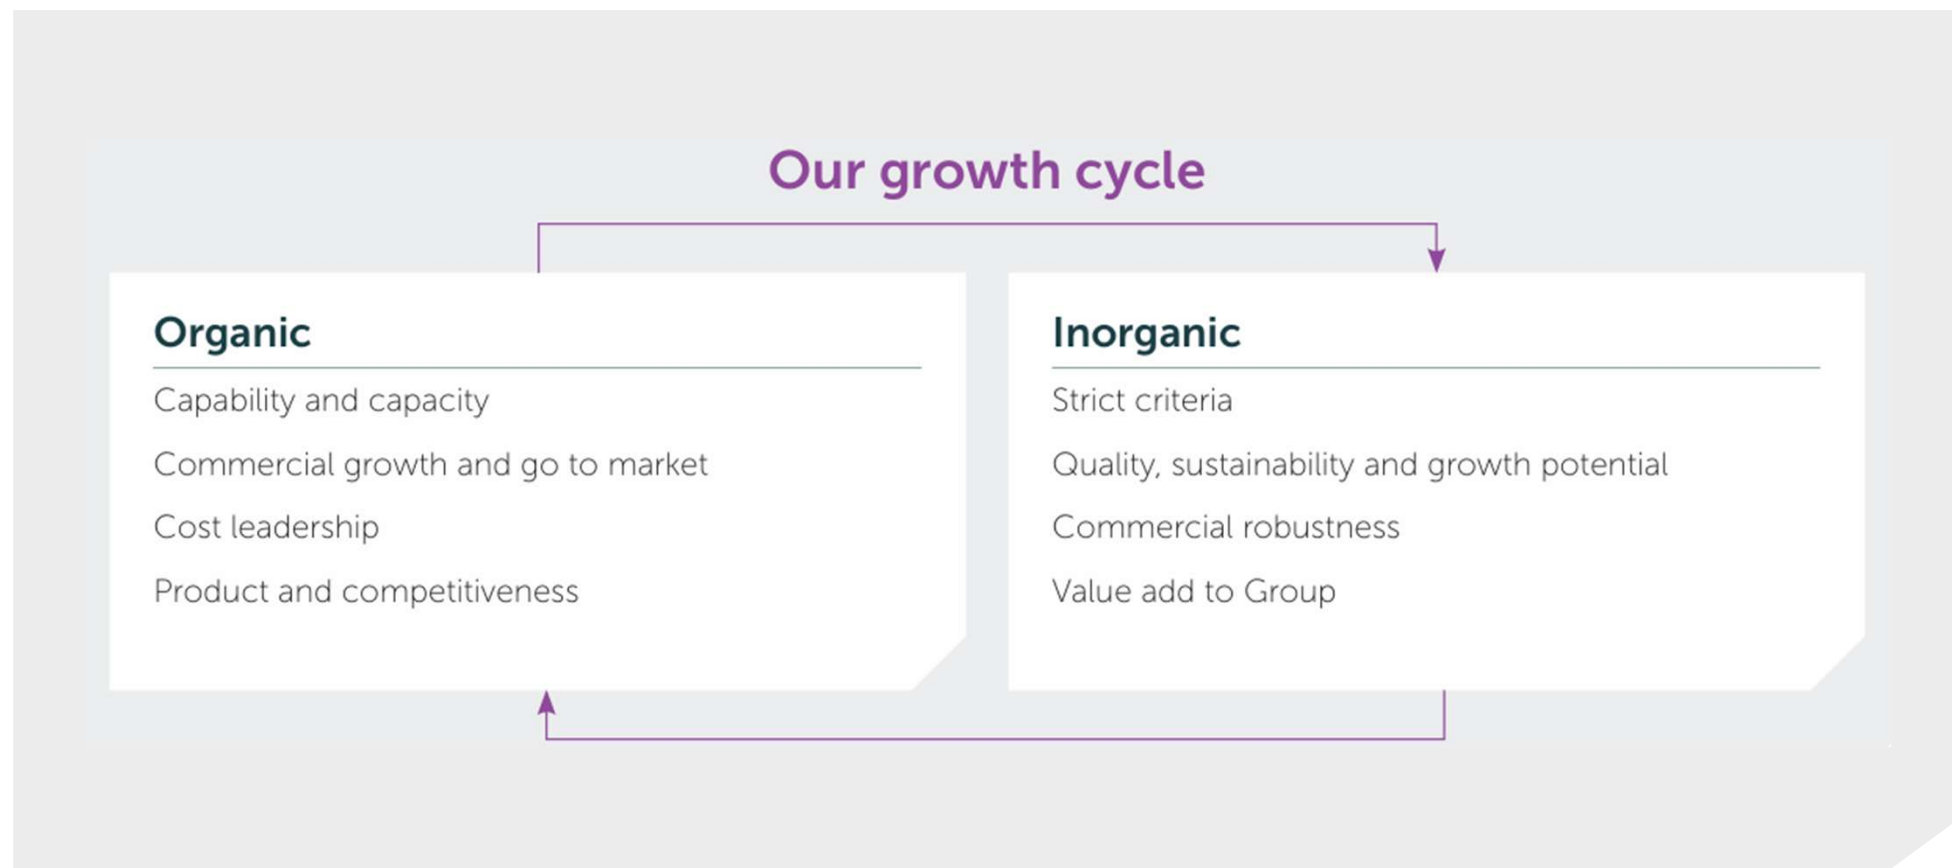 Our growth cycle
Organic
Capability and capacity
Commercial growth and go to market
Cost leadership
Product and competitiveness
Inorganic
Strict criteria
Quality, sustainability and growth potential
Commercial robustness
Value add to Group